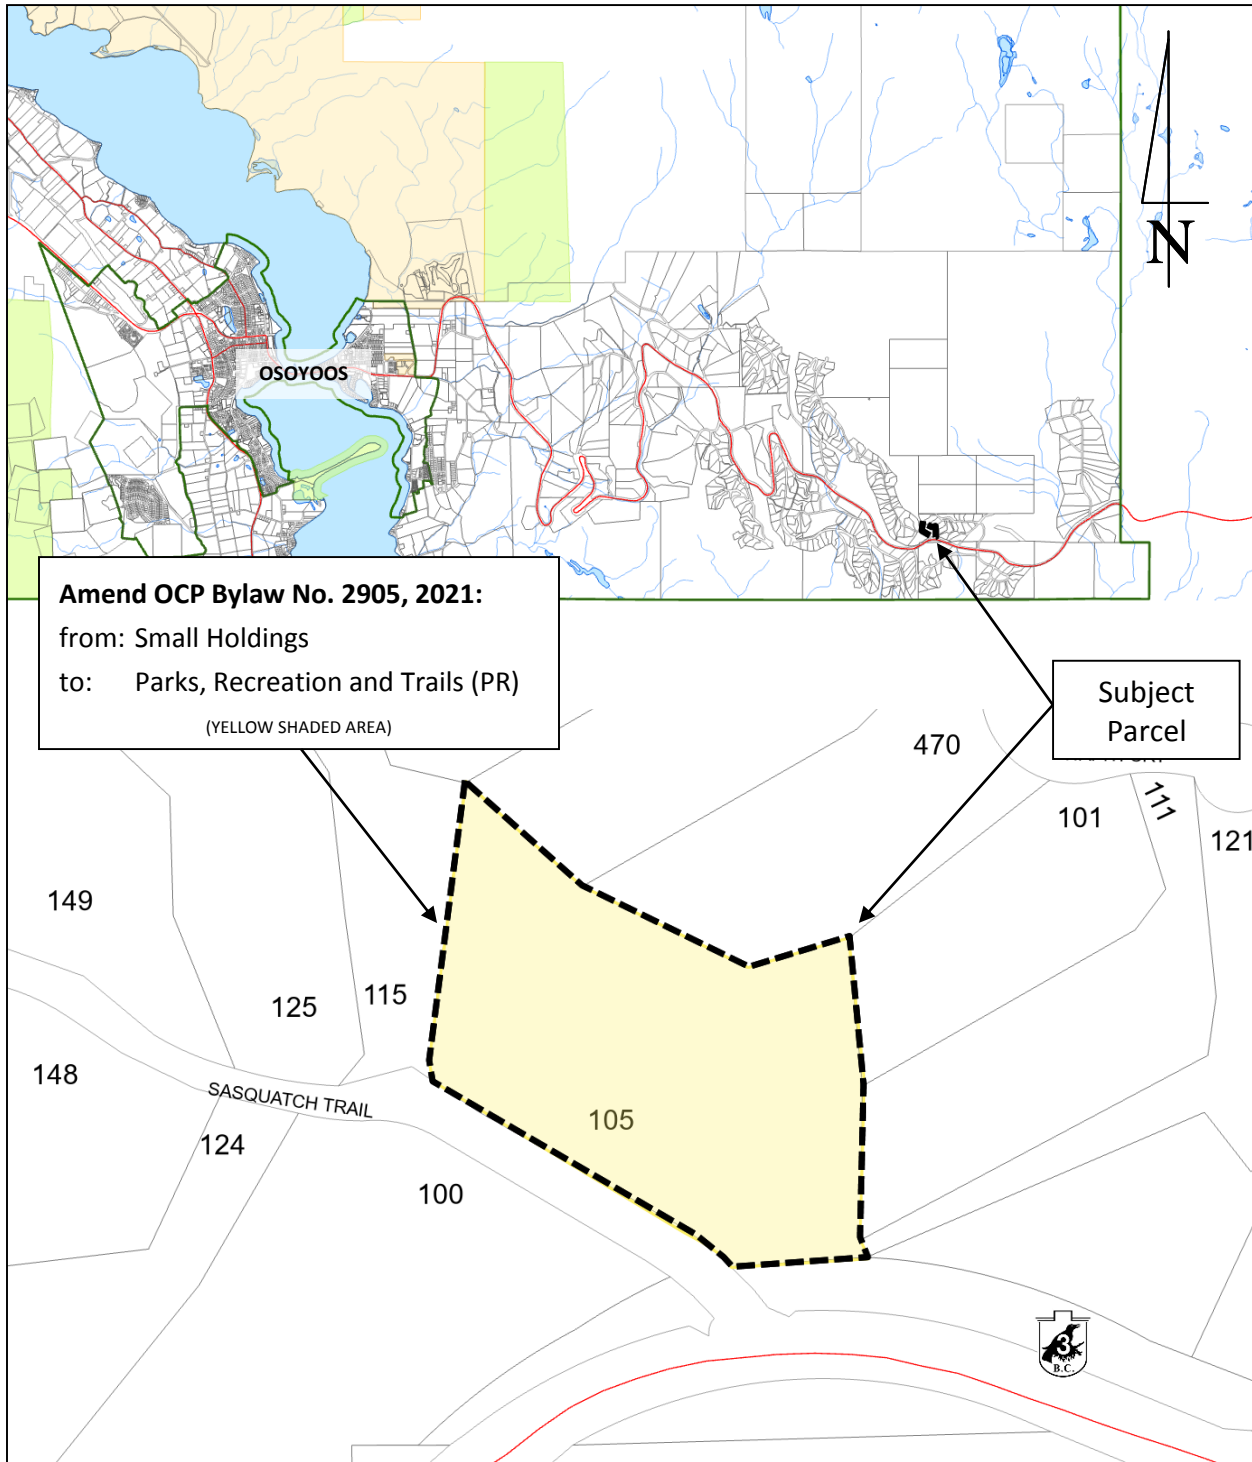 N
OSOYOOS
Amend OCP Bylaw No. 2905, 2021:
from: Small Holdings
to: Parks, Recreation and Trails (PR)
(YELLOW SHADED AREA)
Subject
Parcel
470
101
111
121
149
125
115
148
SASQUATCH TRAIL
124
105
100
3
B.C.